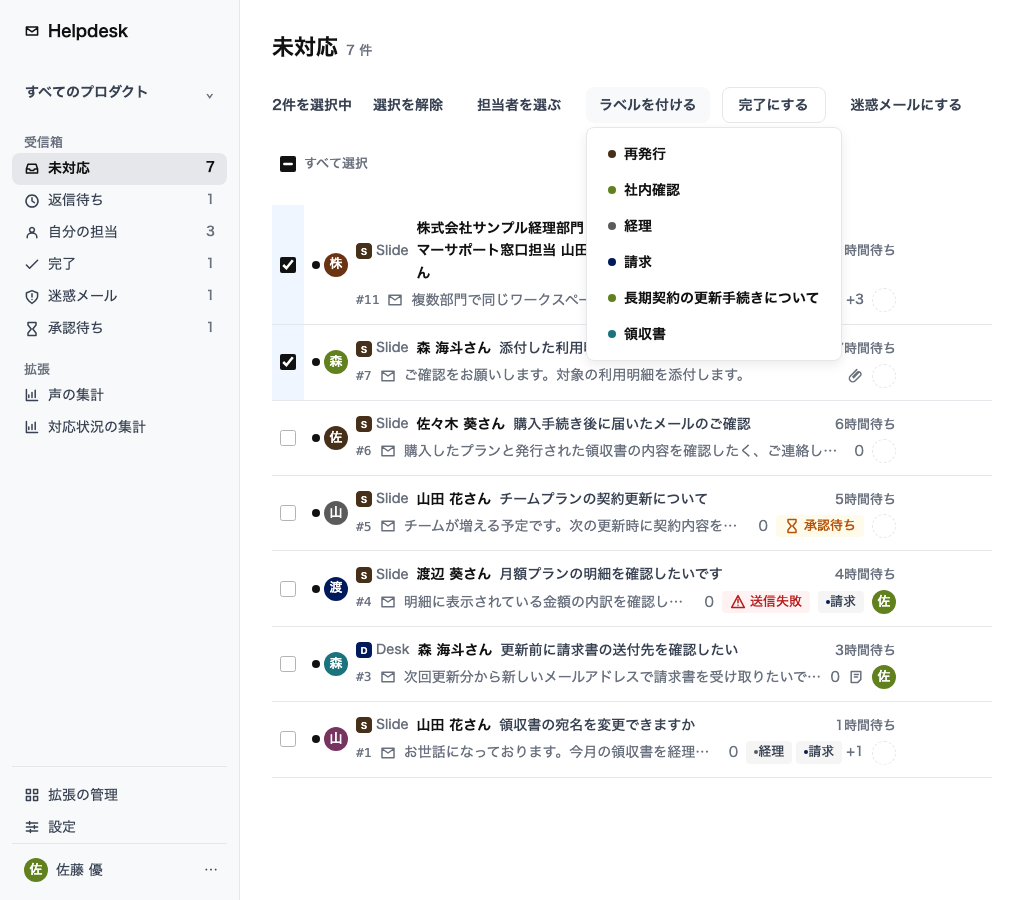 Helpdesk
すべてのプロダクト
受信箱
未対応 7
返信待ち 1
自分の担当 3
完了 1
迷惑メール 1
承認待ち 1
拡張
声の集計
対応状況の集計
拡張の管理
設定
佐 佐藤 優 …
未対応 7 件
2件を選択中 選択を解除 担当者を選ぶ ラベルを付ける 完了にする 迷惑メールにする
再発行
社内確認
経理
請求
長期契約の更新手続きについて
領収書
すべて選択
株 S Slide 株式会社サンプル経理部門
マーサポート窓口担当 山田
ん
時間待ち
#11 複数部門で同じワークスペー +3
森 S Slide 森 海斗さん 添付した利用明 時間待ち
#7 ご確認をお願いします。対象の利用明細を添付します。
佐 S Slide 佐々木 葵さん 購入手続き後に届いたメールのご確認 6時間待ち
#6 購入したプランと発行された領収書の内容を確認したく、ご連絡し… 0
山 S Slide 山田 花さん チームプランの契約更新について 5時間待ち
#5 チームが増える予定です。次の更新時に契約内容を… 0 承認待ち
渡 S Slide 渡辺 葵さん 月額プランの明細を確認したいです 4時間待ち
#4 明細に表示されている金額の内訳を確認し… 0 送信失敗 •請求 佐
森 D Desk 森 海斗さん 更新前に請求書の送付先を確認したい 3時間待ち
#3 次回更新分から新しいメールアドレスで請求書を受け取りたいで… 0 佐
山 S Slide 山田 花さん 領収書の宛名を変更できますか 1時間待ち
#1 お世話になっております。今月の領収書を経理… 0 •経理 •請求 +1